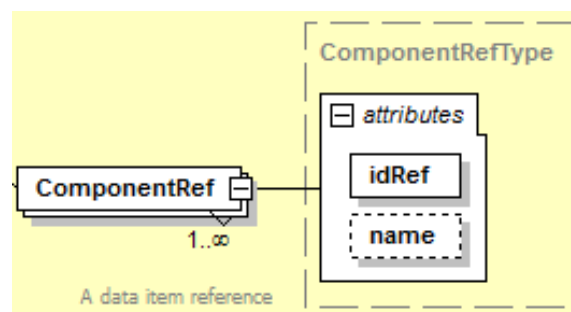 ComponentRefType
attributes
idRef
ComponentRef
name
1..∞
A data item reference